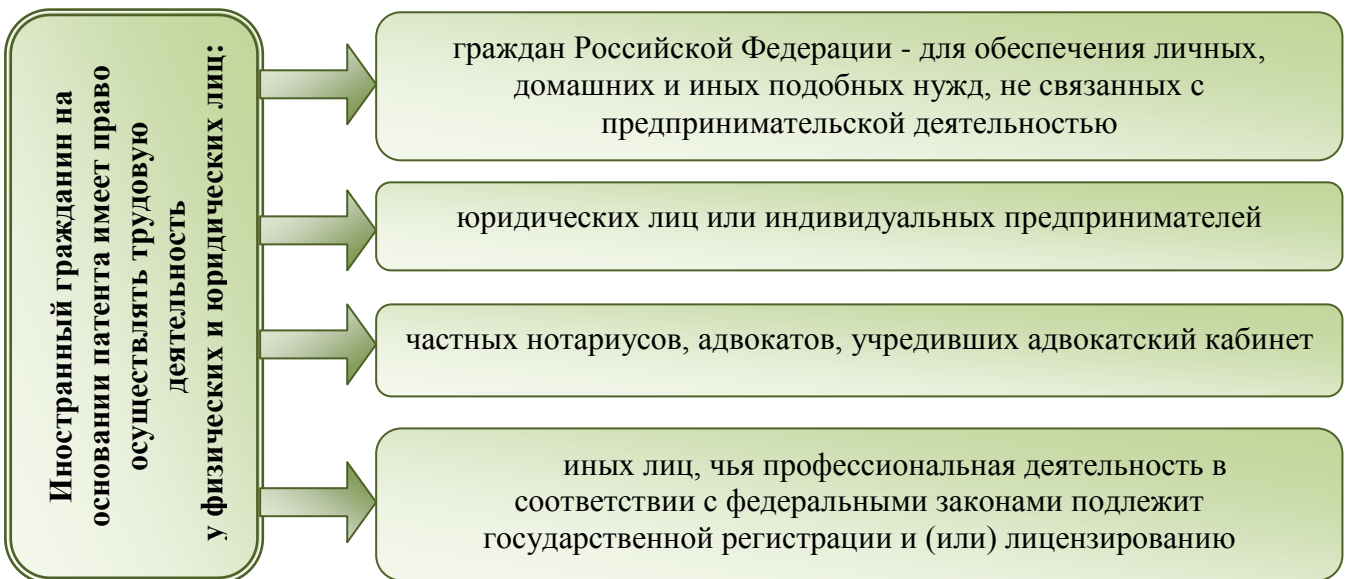 Иностранный гражданин на
основании патента имеет право
осуществлять трудовую
деятельность
у физических и юридических лиц:
граждан Российской Федерации - для обеспечения личных,
домашних и иных подобных нужд, не связанных с
предпринимательской деятельностью
юридических лиц или индивидуальных предпринимателей
частных нотариусов, адвокатов, учредивших адвокатский кабинет
иных лиц, чья профессиональная деятельность в
соответствии с федеральными законами подлежит
государственной регистрации и (или) лицензированию